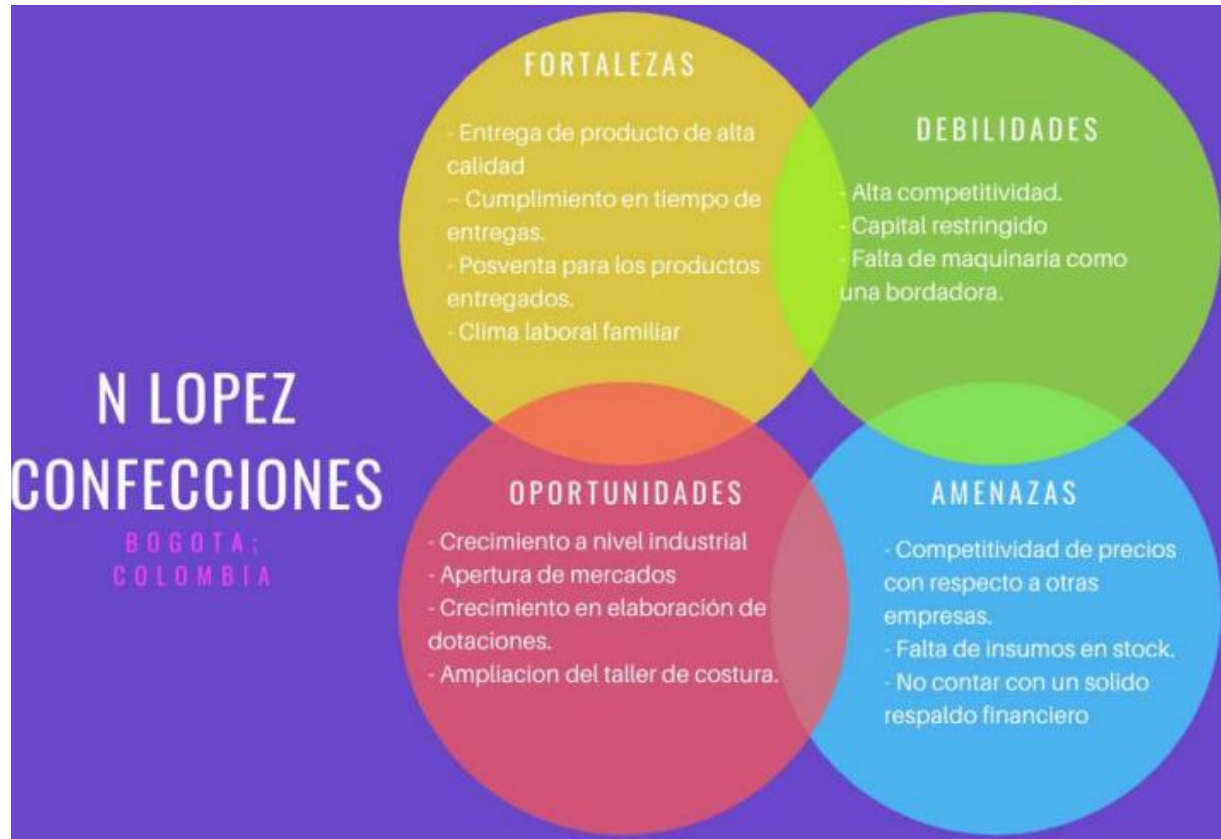 N LOPEZ
CONFECCIONES
BOGOTA;
COLOMBIA
FORTALEZAS
- Entrega de producto de alta
calidad
– Cumplimiento en tiempo de
entregas.
- Posventa para los productos
entregados.
- Clima laboral familiar
DEBILIDADES
- Alta competitividad.
- Capital restringido
- Falta de maquinaria como
una bordadora.
OPORTUNIDADES
- Crecimiento a nivel industrial
- Apertura de mercados
- Crecimiento en elaboración de
dotaciones.
- Ampliacion del taller de costura.
AMENAZAS
- Competitividad de precios
con respecto a otras
empresas.
- Falta de insumos en stock.
- No contar con un solido
respaldo financiero